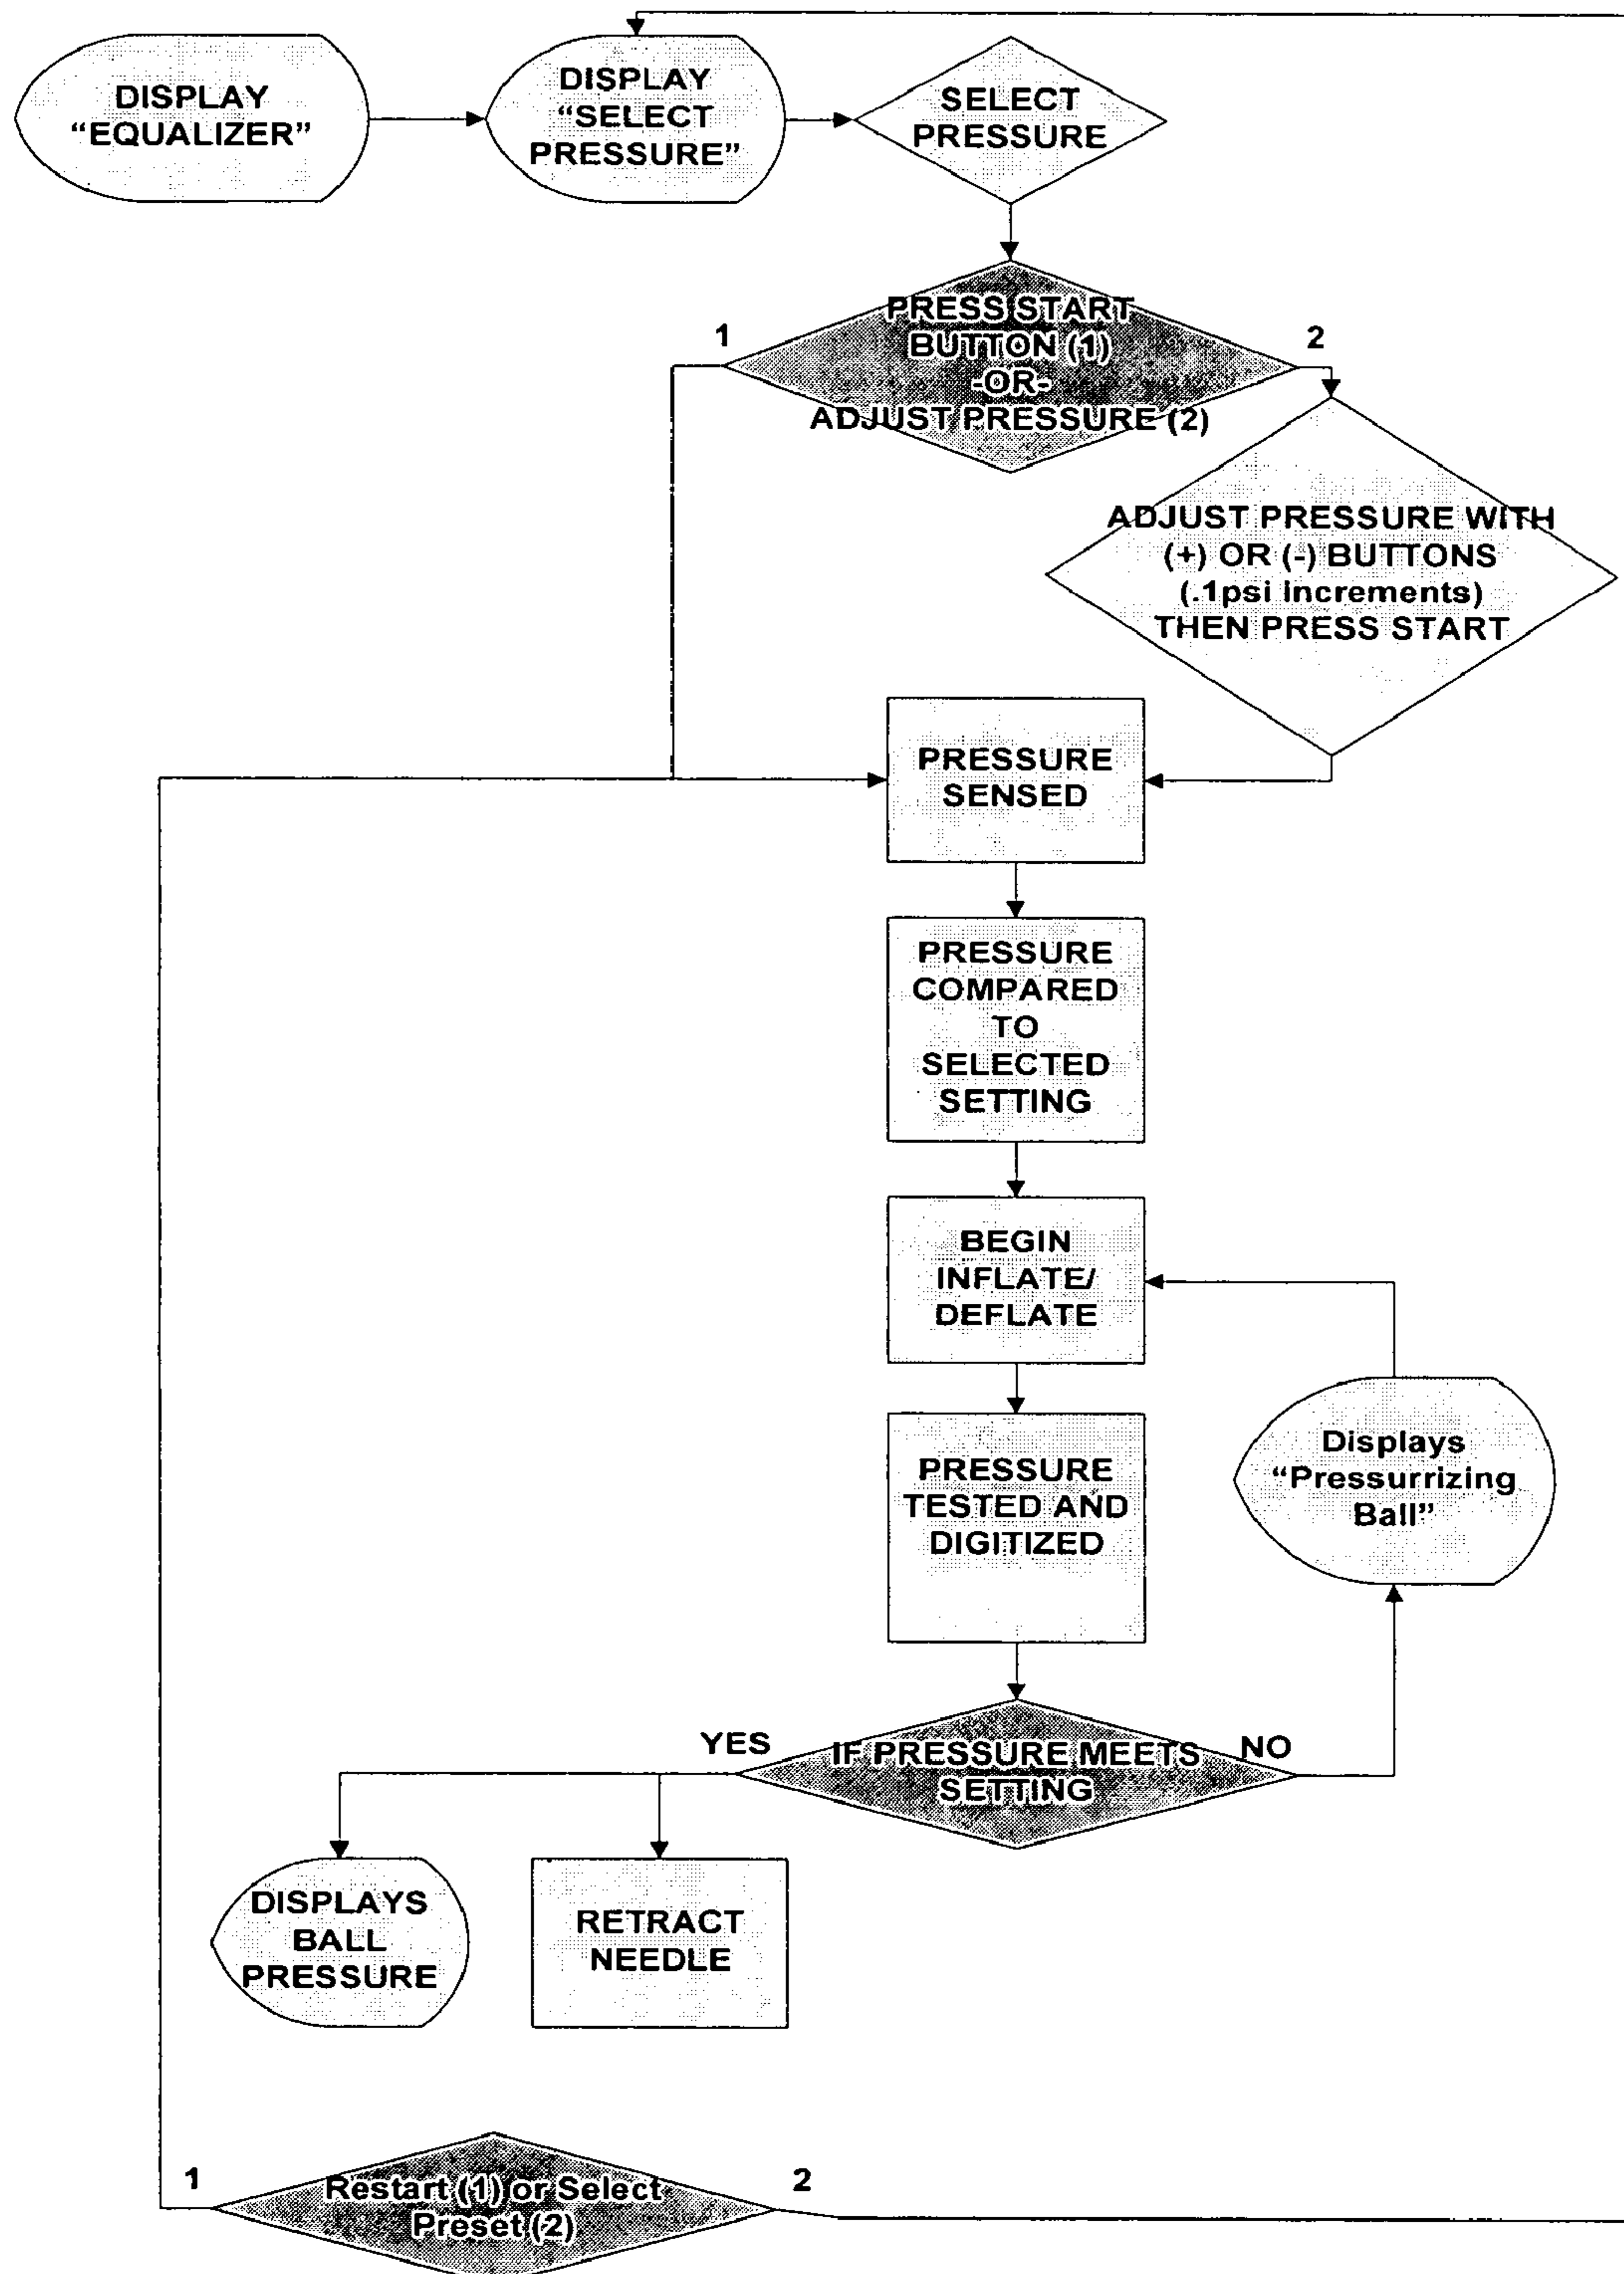 DISPLAY
“EQUALIZER”
DISPLAY
“SELECT
PRESSURE”
SELECT
PRESSURE
PRESS START
BUTTON (1)
-OR-
ADJUST PRESSURE (2)
1
2
ADJUST PRESSURE WITH
(+) OR (-) BUTTONS
(.1psi increments)
THEN PRESS START
PRESSURE
SENSED
PRESSURE
COMPARED
TO
SELECTED
SETTING
BEGIN
INFLATE/
DEFLATE
PRESSURE
TESTED AND
DIGITIZED
Displays
“Pressurrizing
Ball”
YES
IF PRESSURE MEETS
SETTING
NO
DISPLAYS
BALL
PRESSURE
RETRACT
NEEDLE
1
Restart (1) or Select
Preset (2)
2